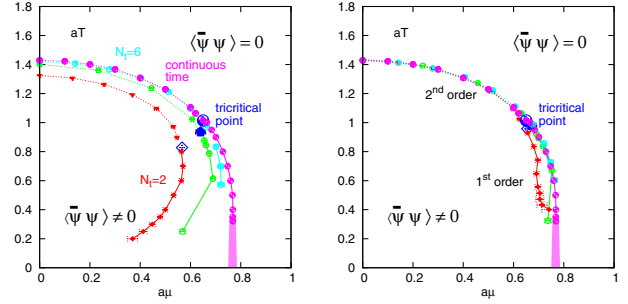 aT
⟨ψ̄ ψ⟩ = 0
N_t=6
continuous
time
tricritical
point
N_t=2
⟨ψ̄ ψ⟩ ≠ 0
1.8
1.6
1.4
1.2
1
0.8
0.6
0.4
0.2
0
0 0.2 0.4 0.6 0.8 1
aμ
aT
⟨ψ̄ ψ⟩ = 0
2nd order
tricritical
point
1st order
⟨ψ̄ ψ⟩ ≠ 0
1.8
1.6
1.4
1.2
1
0.8
0.6
0.4
0.2
0
0 0.2 0.4 0.6 0.8 1
aμ